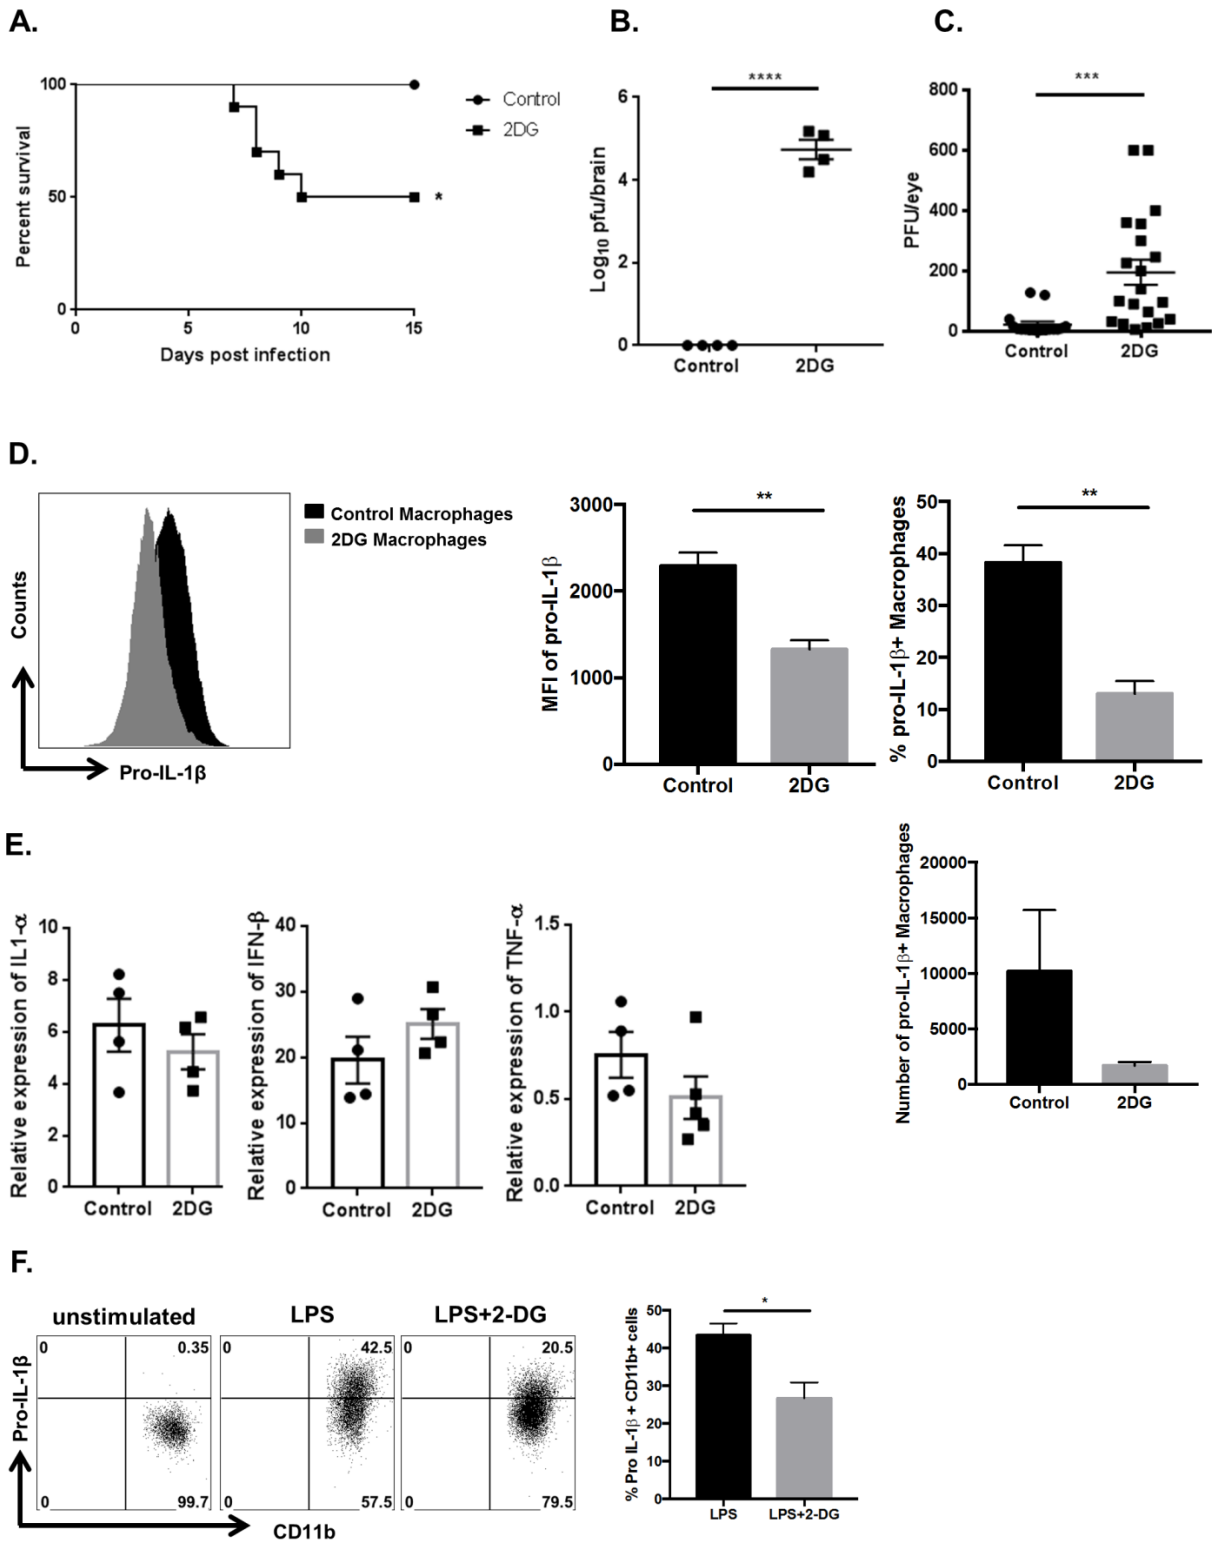 A.
Percent survival
100
50
0
0 5 10 15
Days post infection
Control
2DG
*
B.
****
Log10 pfu/brain
6
4
2
0
Control 2DG
C.
***
PFU/eye
800
600
400
200
0
Control 2DG
D.
Counts
Pro-IL-1β
Control Macrophages
2DG Macrophages
**
MFI of pro-IL-1β
3000
2000
1000
0
Control 2DG
**
% pro-IL-1β+ Macrophages
50
40
30
20
10
0
Control 2DG
Number of pro-IL-1β+ Macrophages
20000
15000
10000
5000
0
Control 2DG
E.
Relative expression of IL1-α
10
8
6
4
2
0
Control 2DG
Relative expression of IFN-β
40
30
20
10
0
Control 2DG
Relative expression of TNF-α
1.5
1.0
0.5
0.0
Control 2DG
F.
unstimulated LPS LPS+2-DG
0 0.35 0 42.5 0 20.5
0 99.7 0 57.5 0 79.5
Pro-IL-1β
CD11b
*
% Pro IL-1β + CD11b+ cells
50
40
30
20
10
0
LPS LPS+2-DG